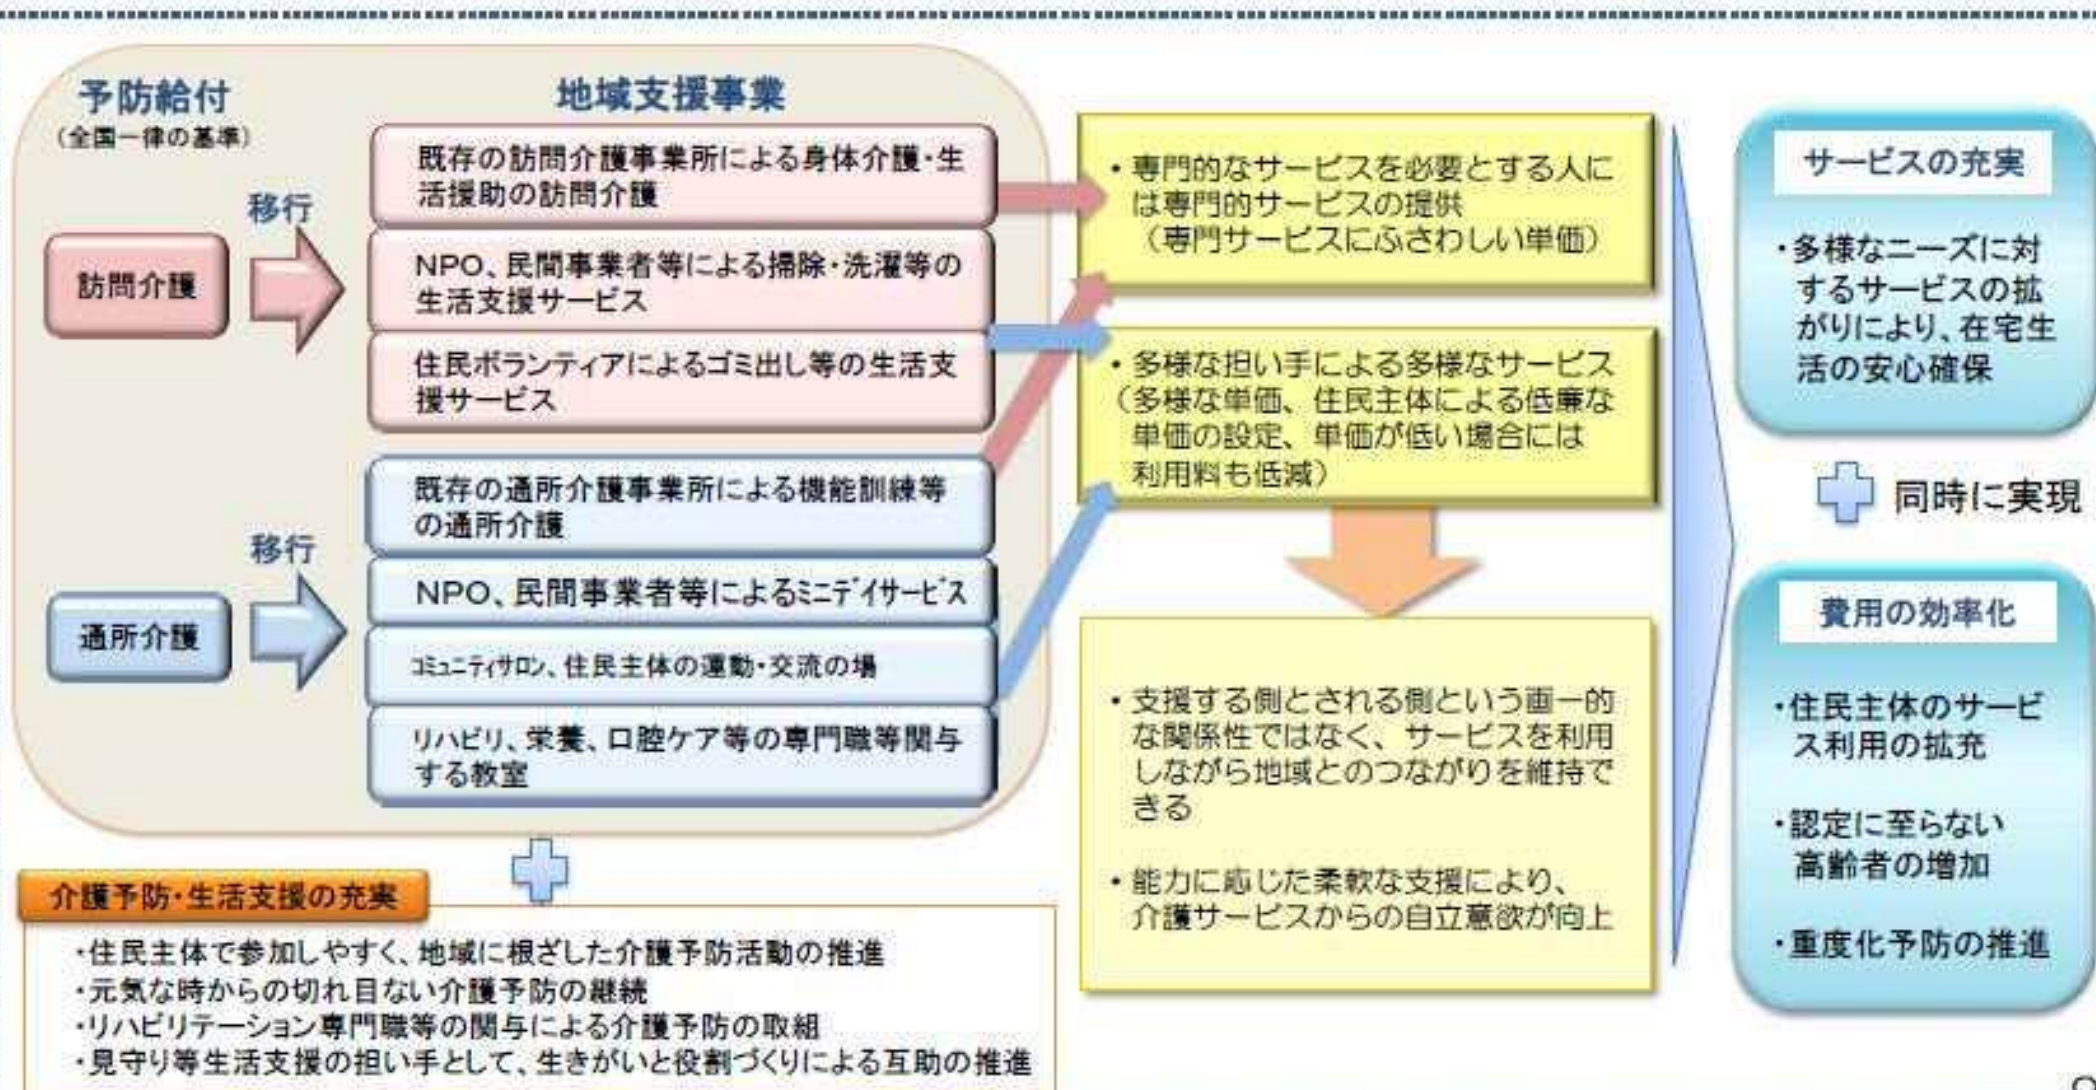 予防給付
(全国一律の基準)
移行
訪問介護
移行
通所介護
地域支援事業
既存の訪問介護事業所による身体介護・生
活援助の訪問介護
NPO、民間事業者等による掃除・洗濯等の
生活支援サービス
住民ボランティアによるゴミ出し等の生活支
援サービス
既存の通所介護事業所による機能訓練等
の通所介護
NPO、民間事業者等によるミニデイサービス
コミュニティサロン、住民主体の運動・交流の場
リハビリ、栄養、口腔ケア等の専門職等関与
する教室
介護予防・生活支援の充実
・住民主体で参加しやすく、地域に根ざした介護予防活動の推進
・元気な時からの切れ目ない介護予防の継続
・リハビリテーション専門職等の関与による介護予防の取組
・見守り等生活支援の担い手として、生きがいと役割づくりによる互助の推進
・専門的なサービスを必要とする人に
は専門的サービスの提供
(専門サービスにふさわしい単価)
・多様な担い手による多様なサービス
(多様な単価、住民主体による低廉な
単価の設定、単価が低い場合には
利用料も低減)
・支援する側とされる側という画一的
な関係性ではなく、サービスを利用
しながら地域とのつながりを維持で
きる
・能力に応じた柔軟な支援により、
介護サービスからの自立意欲が向上
サービスの充実
・多様なニーズに対
するサービスの拡
がりにより、在宅生
活の安心確保
同時に実現
費用の効率化
・住民主体のサービ
ス利用の拡充
・認定に至らない
高齢者の増加
・重度化予防の推進